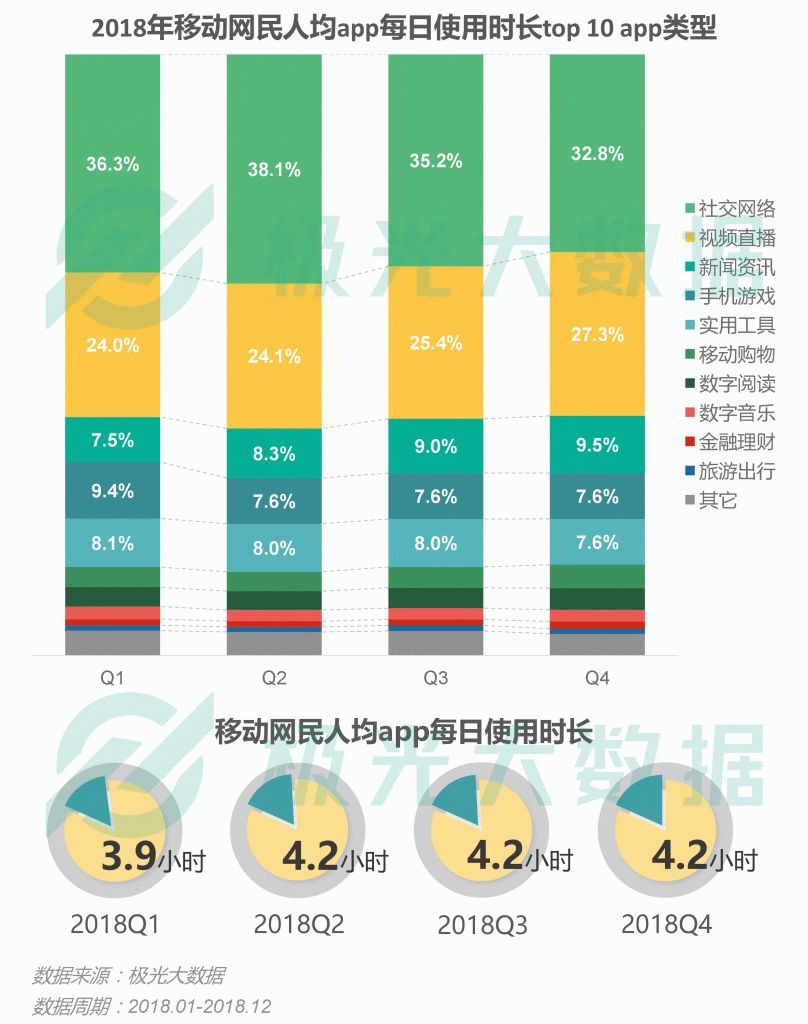 2018年移动网民人均app每日使用时长top 10 app类型
36.3%
38.1%
35.2%
32.8%
24.0%
24.1%
25.4%
27.3%
7.5%
8.3%
9.0%
9.5%
9.4%
7.6%
7.6%
7.6%
8.1%
8.0%
8.0%
7.6%
Q1
Q2
Q3
Q4
社交网络
视频直播
新闻资讯
手机游戏
实用工具
移动购物
数字阅读
数字音乐
金融理财
旅游出行
其它
极光大数据
移动网民人均app每日使用时长
极光大数据
3.9小时
4.2小时
4.2小时
4.2小时
2018Q1
2018Q2
2018Q3
2018Q4
数据来源：极光大数据
数据周期：2018.01-2018.12